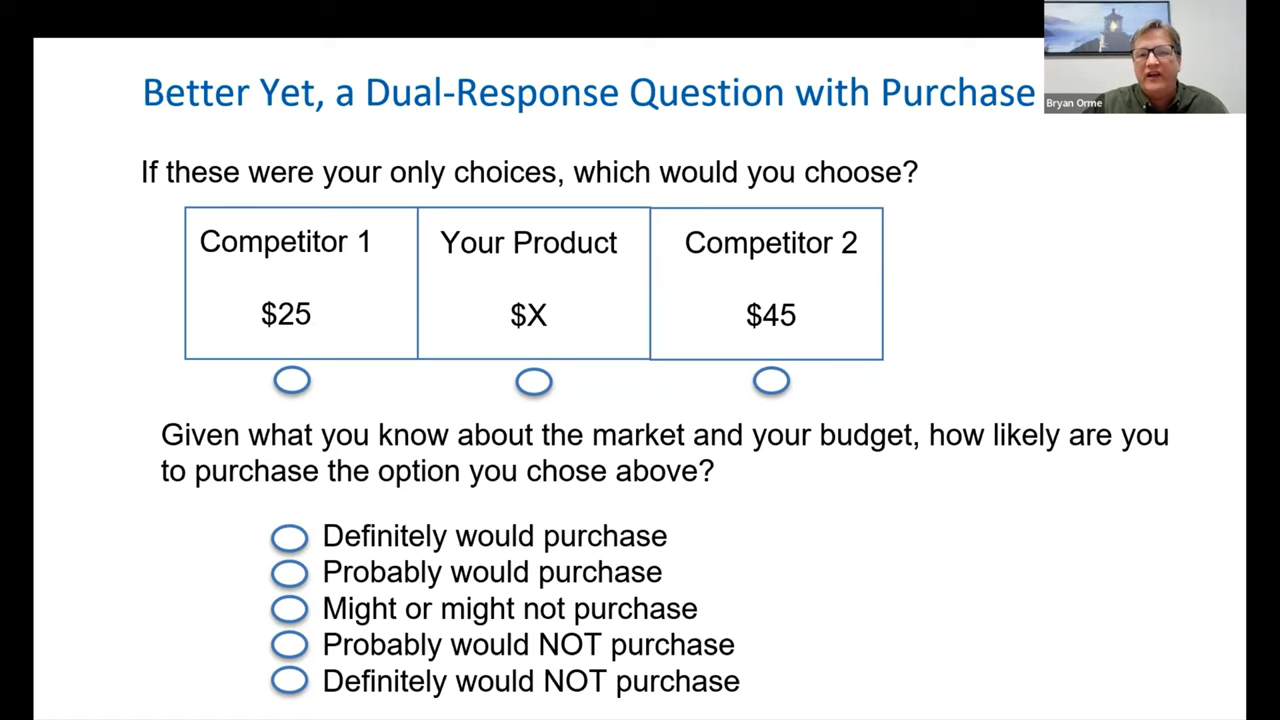 Better Yet, a Dual-Response Question with Purchase
Bryan Orme
If these were your only choices, which would you choose?
Competitor 1
Your Product
Competitor 2
$25
$X
$45
Given what you know about the market and your budget, how likely are you
to purchase the option you chose above?
Definitely would purchase
Probably would purchase
Might or might not purchase
Probably would NOT purchase
Definitely would NOT purchase